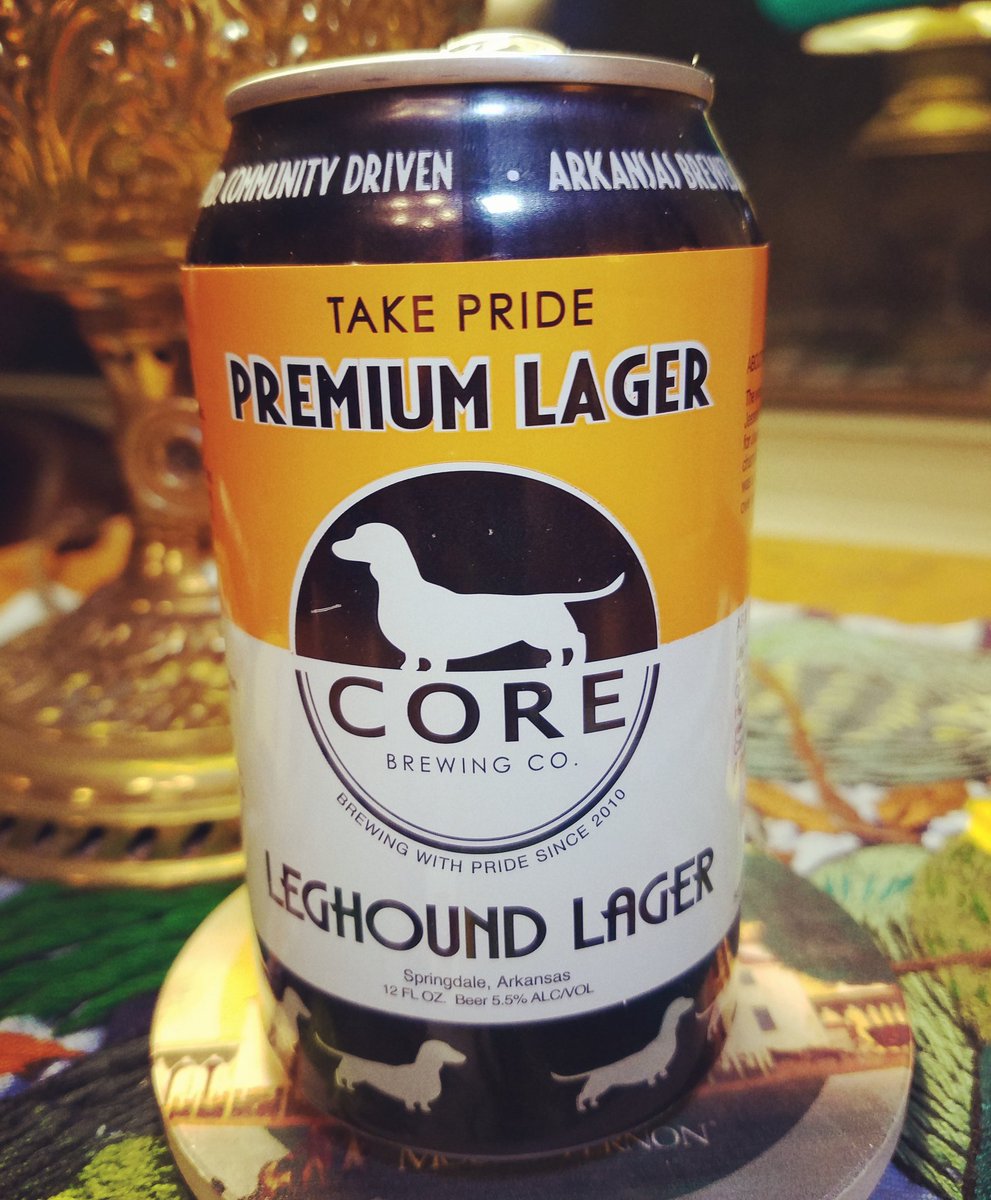 COMMUNITY DRIVEN • ARKANSAS
TAKE PRIDE
PREMIUM LAGER
CORE
BREWING CO.
BREWING WITH PRIDE SINCE 2010
LEGHOUND LAGER
Springdale, Arkansas
12 FL OZ. Beer 5.5% ALC/VOL